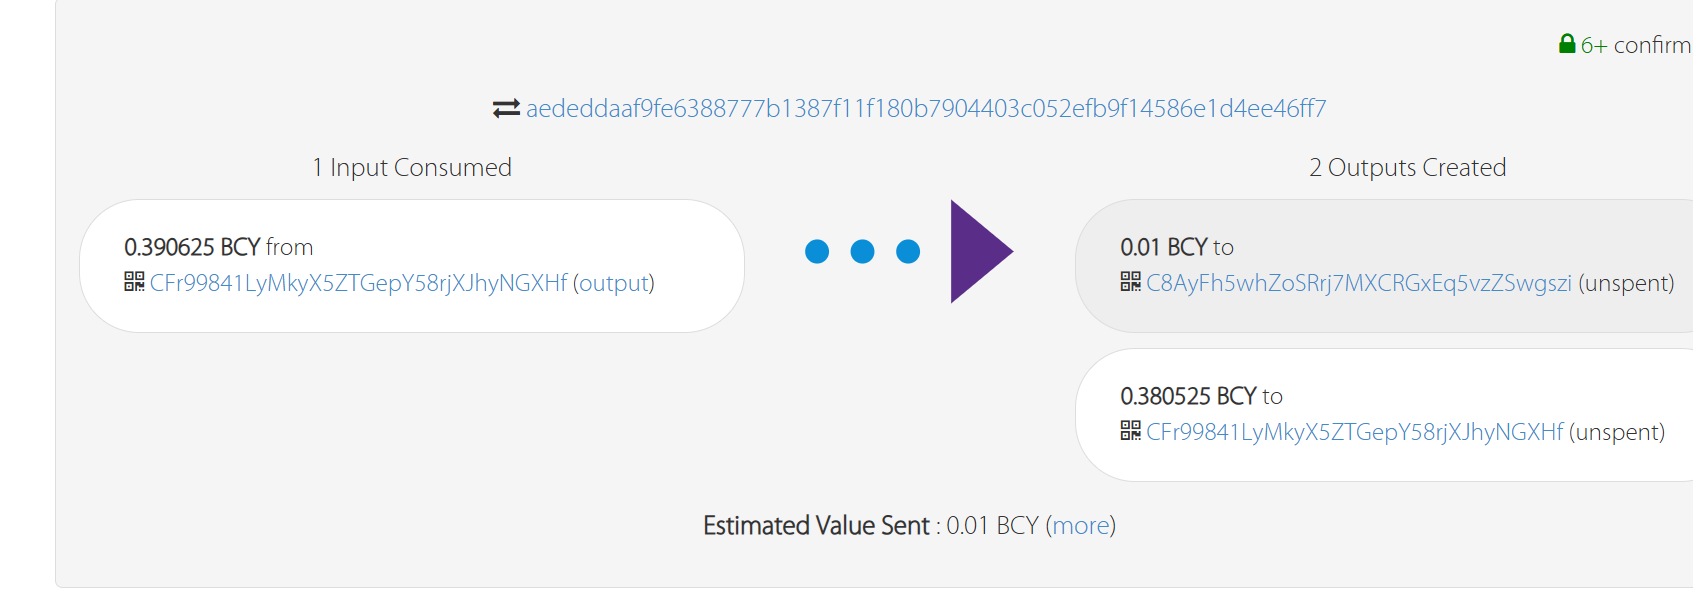 6+ confirm
aededdaaf9fe6388777b1387f11f180b7904403c052efb9f14586e1d4ee46ff7
1 Input Consumed
2 Outputs Created
0.390625 BCY from
CFr99841LyMkyX5ZTGepY58rjXJhyNGXHf (output)
0.01 BCY to
C8AyFh5whZoSRrj7MXCRGxEq5vzZSwgszi (unspent)
0.380525 BCY to
CFr99841LyMkyX5ZTGepY58rjXJhyNGXHf (unspent)
Estimated Value Sent : 0.01 BCY (more)